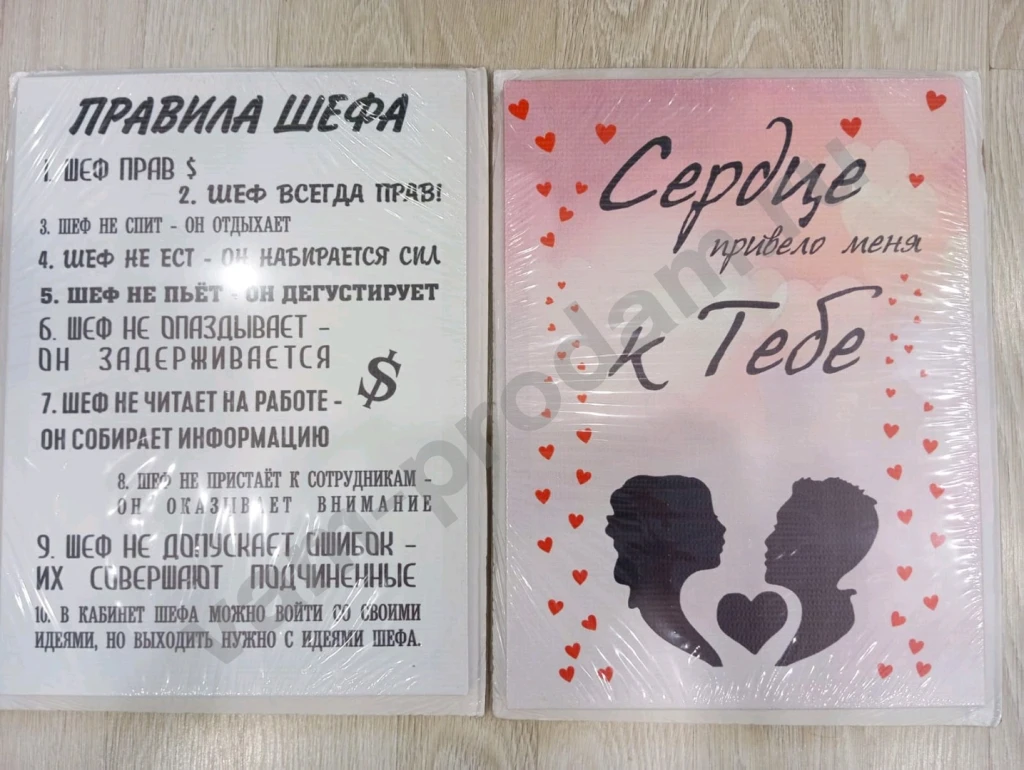 ПРАВИЛА ШЕФА
1. ШЕФ ПРАВ $
2. ШЕФ ВСЕГДА ПРАВ!
3. ШЕФ НЕ СПИТ - ОН ОТДЫХАЕТ
4. ШЕФ НЕ ЕСТ - ОН НАБИРАЕТСЯ СИЛ
5. ШЕФ НЕ ПЬЁТ - ОН ДЕГУСТИРУЕТ
6. ШЕФ НЕ ОПАЗДЫВАЕТ -
ОН ЗАДЕРЖИВАЕТСЯ
$
7. ШЕФ НЕ ЧИТАЕТ НА РАБОТЕ -
ОН СОБИРАЕТ ИНФОРМАЦИЮ
8. ШЕФ НЕ ПРИСТАЁТ К СОТРУДНИКАМ -
ОН ОКАЗЫВАЕТ ВНИМАНИЕ
9. ШЕФ НЕ ДОПУСКАЕТ ОШИБОК -
ИХ СОВЕРШАЮТ ПОДЧИНЕННЫЕ
10. В КАБИНЕТ ШЕФА МОЖНО ВОЙТИ СО СВОИМИ
ИДЕЯМИ, НО ВЫХОДИТЬ НУЖНО С ИДЕЯМИ ШЕФА.
Сердце
привело меня
к Тебе
vam-prodam.ru